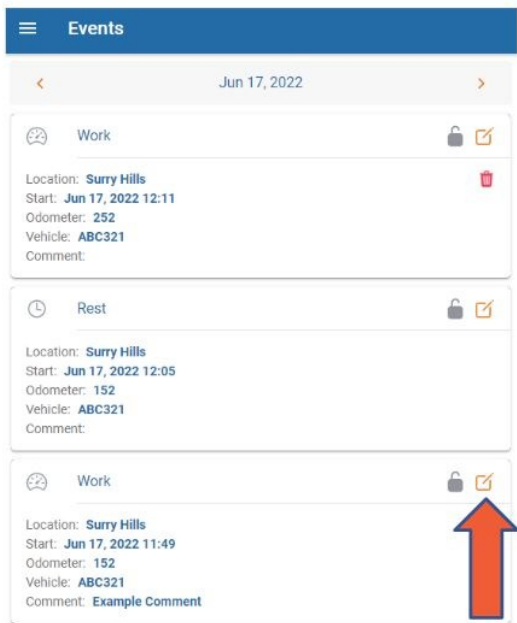 Events
Jun 17, 2022
Work
Location: Surry Hills
Start: Jun 17, 2022 12:11
Odometer: 252
Vehicle: ABC321
Comment:
Rest
Location: Surry Hills
Start: Jun 17, 2022 12:05
Odometer: 152
Vehicle: ABC321
Comment:
Work
Location: Surry Hills
Start: Jun 17, 2022 11:49
Odometer: 152
Vehicle: ABC321
Comment: Example Comment